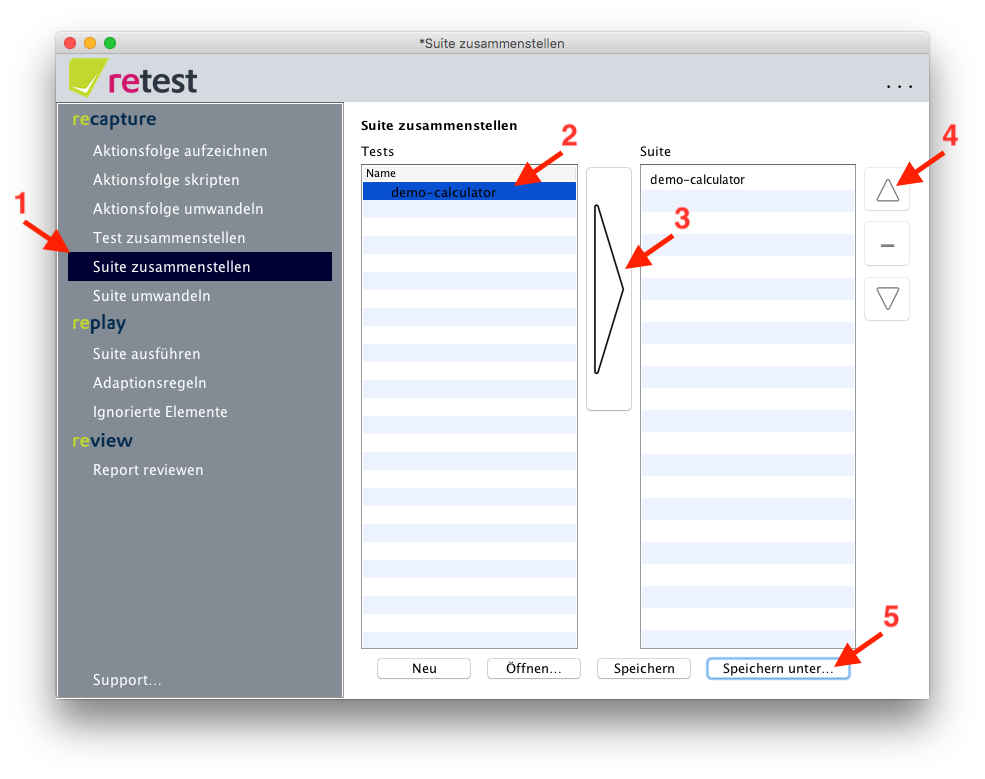 *Suite zusammenstellen
retest
...
recapture
Aktionsfolge aufzeichnen
Aktionsfolge skripten
Aktionsfolge umwandeln
Test zusammenstellen
1
Suite zusammenstellen
Suite umwandeln
replay
Suite ausführen
Adaptionsregeln
Ignorierte Elemente
review
Report reviewen
Support...
Suite zusammenstellen
Tests
2
Name
demo-calculator
3
Suite
demo-calculator
4
5
Neu
Öffnen...
Speichern
Speichern unter...